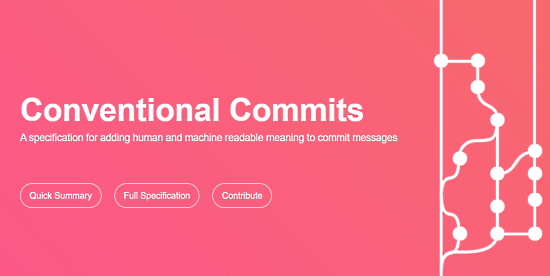 Conventional Commits
A specification for adding human and machine readable meaning to commit messages
Quick Summary
Full Specification
Contribute